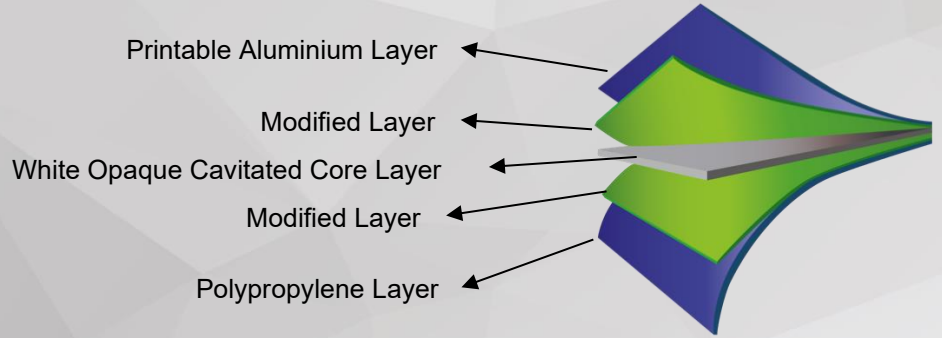 Printable Aluminium Layer
Modified Layer
White Opaque Cavitated Core Layer
Modified Layer
Polypropylene Layer